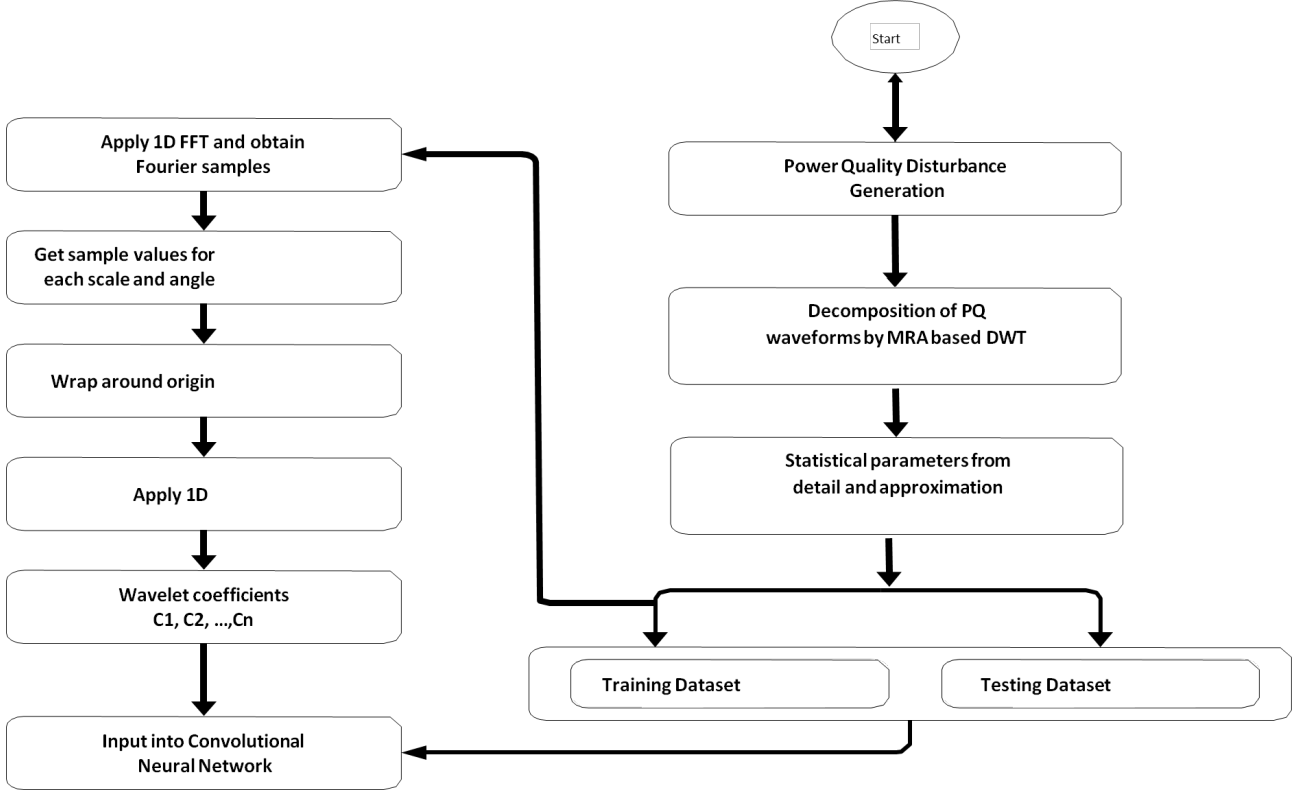 Start
Power Quality Disturbance
Generation
Decomposition of PQ
waveforms by MRA based DWT
Statistical parameters from
detail and approximation
Training Dataset
Testing Dataset
Apply 1D FFT and obtain
Fourier samples
Get sample values for
each scale and angle
Wrap around origin
Apply 1D
Wavelet coefficients
C1, C2, ...,Cn
Input into Convolutional
Neural Network